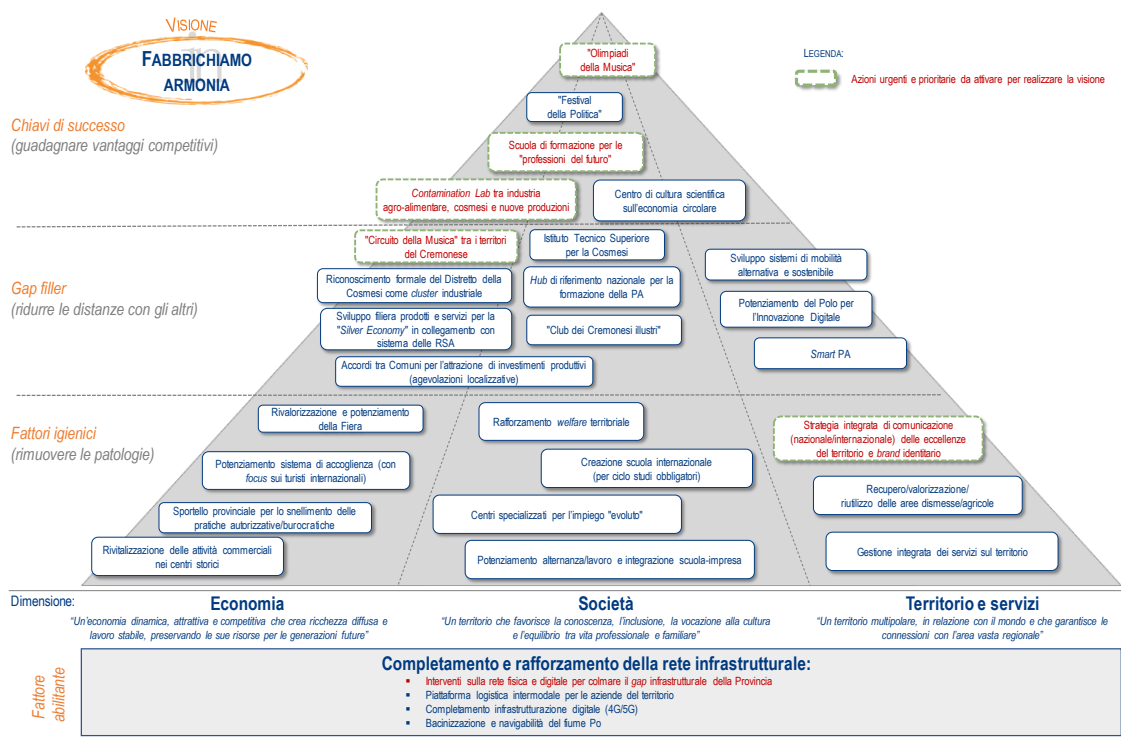 VISIONE
in
FABBRICHIAMO
ARMONIA
LEGENDA:
Azioni urgenti e prioritarie da attivare per realizzare la visione
"Olimpiadi
della Musica"
"Festival
della Politica"
Chiavi di successo
(guadagnare vantaggi competitivi)
Scuola di formazione per le
"professioni del futuro"
Contamination Lab tra industria
agro-alimentare, cosmesi e nuove produzioni
Centro di cultura scientifica
sull'economia circolare
"Circuito della Musica" tra i territori
del Cremonese
Istituto Tecnico Superiore
per la Cosmesi
Sviluppo sistemi di mobilità
alternativa e sostenibile
Gap filler
(ridurre le distanze con gli altri)
Riconoscimento formale del Distretto della
Cosmesi come cluster industriale
Hub di riferimento nazionale per la
formazione della PA
Potenziamento del Polo per
l'Innovazione Digitale
Sviluppo filiera prodotti e servizi per la
"Silver Economy" in collegamento con
sistema delle RSA
"Club dei Cremonesi illustri"
Smart PA
Accordi tra Comuni per l'attrazione di investimenti produttivi
(agevolazioni localizzative)
Fattori igienici
(rimuovere le patologie)
Rivalorizzazione e potenziamento
della Fiera
Rafforzamento welfare territoriale
Strategia integrata di comunicazione
(nazionale/internazionale) delle eccellenze
del territorio e brand identitario
Potenziamento sistema di accoglienza (con
focus sui turisti internazionali)
Creazione scuola internazionale
(per ciclo studi obbligatori)
Recupero/valorizzazione/
riutilizzo delle aree dismesse/agricole
Sportello provinciale per lo snellimento delle
pratiche autorizzative/burocratiche
Centri specializzati per l'impiego "evoluto"
Rivitalizzazione delle attività commerciali
nei centri storici
Potenziamento alternanza/lavoro e integrazione scuola-impresa
Gestione integrata dei servizi sul territorio
Dimensione:
Economia
"Un'economia dinamica, attrattiva e competitiva che crea ricchezza diffusa e
lavoro stabile, preservando le sue risorse per le generazioni future"
Società
"Un territorio che favorisce la conoscenza, l'inclusione, la vocazione alla cultura
e l'equilibrio tra vita professionale e familiare"
Territorio e servizi
"Un territorio multipolare, in relazione con il mondo e che garantisce le
connessioni con l'area vasta regionale"
Fattore
abilitante
Completamento e rafforzamento della rete infrastrutturale:
▪ Interventi sulla rete fisica e digitale per colmare il gap infrastrutturale della Provincia
▪ Piattaforma logistica intermodale per le aziende del territorio
▪ Completamento infrastrutturazione digitale (4G/5G)
▪ Bacinizzazione e navigabilità del fiume Po